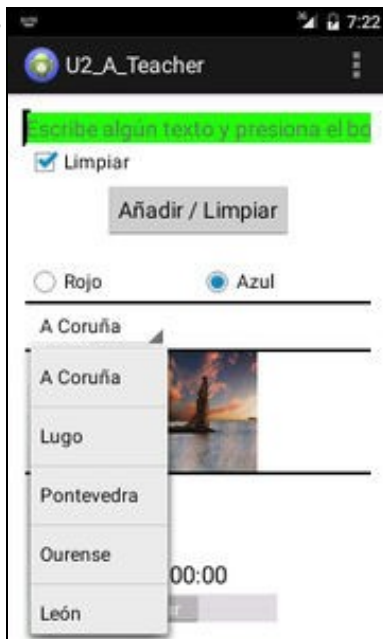 7:22
U2_A_Teacher
Escribe algún texto y presiona el bo
Limpiar
Añadir / Limpiar
Rojo Azul
A Coruña
A Coruña
Lugo
Pontevedra
Ourense
00:00
León